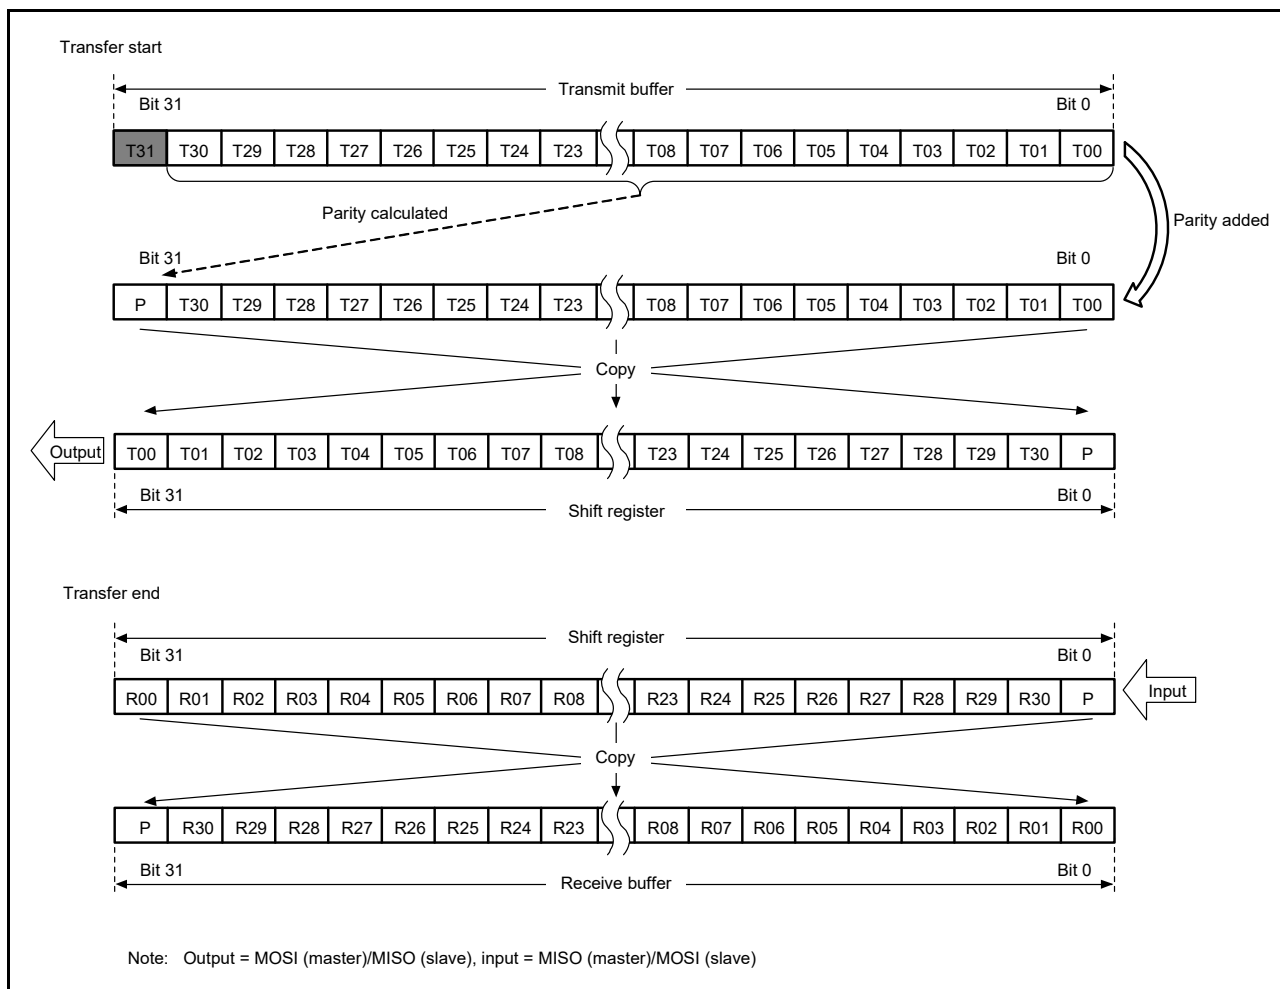 Transfer start
Transmit buffer
Bit 31 Bit 0
T31 T30 T29 T28 T27 T26 T25 T24 T23 T08 T07 T06 T05 T04 T03 T02 T01 T00
Parity calculated
Parity added
Bit 31 Bit 0
P T30 T29 T28 T27 T26 T25 T24 T23 T08 T07 T06 T05 T04 T03 T02 T01 T00
Copy
Output
T00 T01 T02 T03 T04 T05 T06 T07 T08 T23 T24 T25 T26 T27 T28 T29 T30 P
Bit 31 Bit 0
Shift register
Transfer end
Shift register
Bit 31 Bit 0
R00 R01 R02 R03 R04 R05 R06 R07 R08 R23 R24 R25 R26 R27 R28 R29 R30 P
Input
Copy
P R30 R29 R28 R27 R26 R25 R24 R23 R08 R07 R06 R05 R04 R03 R02 R01 R00
Bit 31 Bit 0
Receive buffer
Note: Output = MOSI (master)/MISO (slave), input = MISO (master)/MOSI (slave)